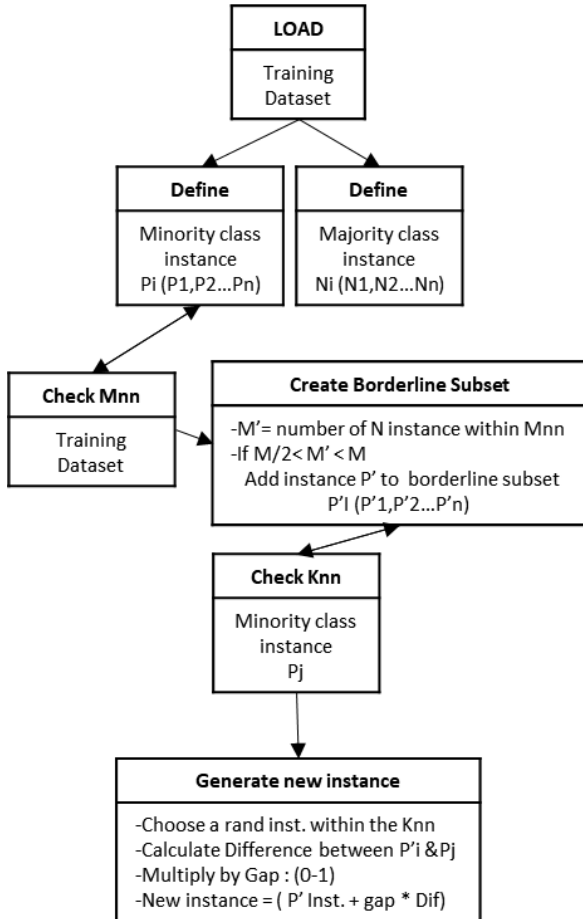 LOAD
Training
Dataset
Define
Minority class
instance
Pi (P1,P2...Pn)
Define
Majority class
instance
Ni (N1,N2...Nn)
Check Mnn
Training
Dataset
Create Borderline Subset
-M'= number of N instance within Mnn
-If M/2< M' < M
Add instance P' to borderline subset
P'I (P'1,P'2...P'n)
Check Knn
Minority class
instance
Pj
Generate new instance
-Choose a rand inst. within the Knn
-Calculate Difference between P'i &Pj
-Multiply by Gap : (0-1)
-New instance = ( P' Inst. + gap * Dif)